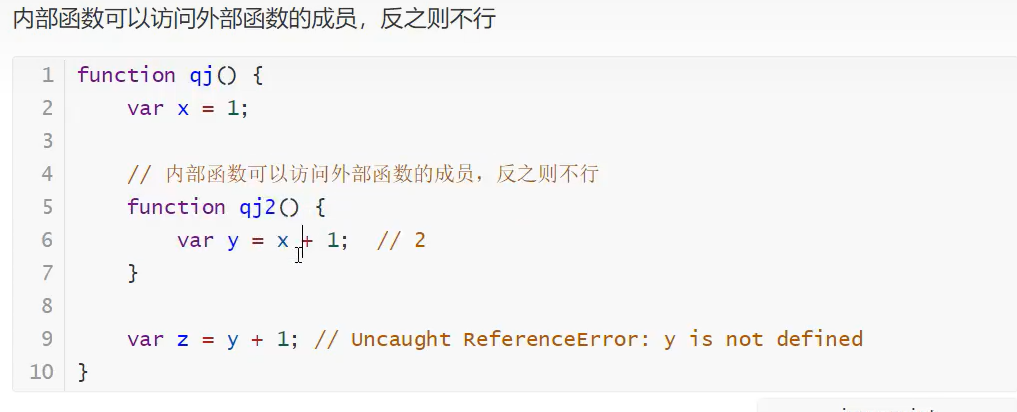 内部函数可以访问外部函数的成员，反之则不行
1 function qj() {
2     var x = 1;
3
4     // 内部函数可以访问外部函数的成员，反之则不行
5     function qj2() {
6         var y = x + 1;  // 2
7     }
8
9     var z = y + 1; // Uncaught ReferenceError: y is not defined
10 }